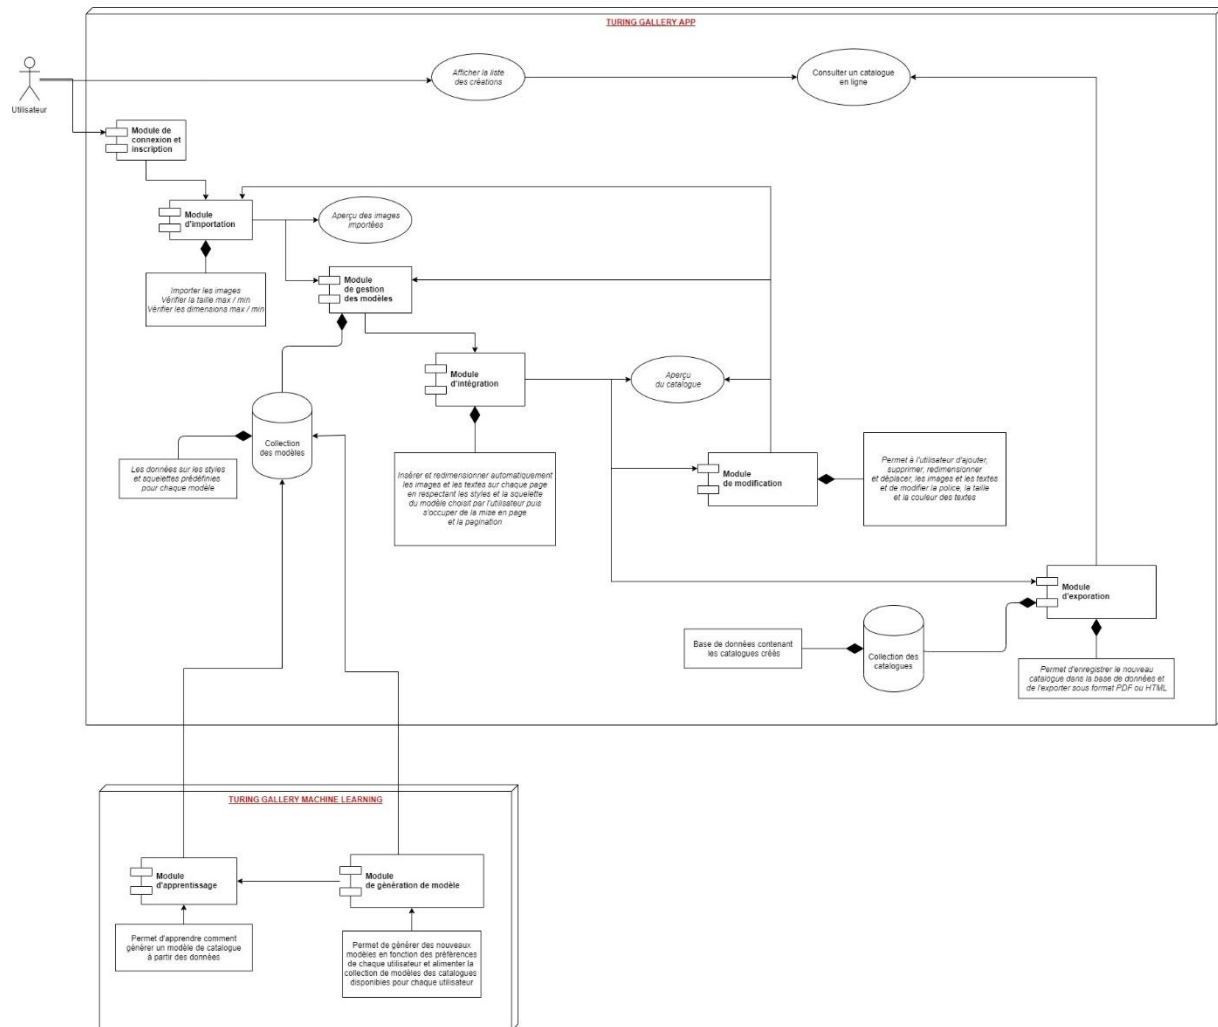 TURING GALLERY APP
Utilisateur
Afficher la liste
des créations
Consulter un catalogue
en ligne
Module de
connexion et
inscription
Module
d'importation
Aperçu des images
importées
Importer les images
Vérifier la taille max / min
Vérifier les dimensions max / min
Module
de gestion
des modèles
Module
d'intégration
Aperçu
du catalogue
Collection
des modèles
Les données sur les styles
et squelettes prédéfinies
pour chaque modèle
Insérer et redimensionner automatiquement
les images et les textes sur chaque page
en respectant les styles et la squelette
du modèle choisit par l'utilisateur puis
s'occuper de la mise en page
et la pagination
Module
de modification
Permet à l'utilisateur d'ajouter,
supprimer, redimensionner
et déplacer, les images et les textes
et de modifier la police, la taille
et la couleur des textes
Module
d'exporation
Base de données contenant
les catalogues créés
Collection des
catalogues
Permet d'enregistrer le nouveau
catalogue dans la base de données et
de l'exporter sous format PDF ou HTML
TURING GALLERY MACHINE LEARNING
Module
d'apprentissage
Module
de génération de modèle
Permet d'apprendre comment
générer un modèle de catalogue
à partir des données
Permet de générer des nouveaux
modèles en fonction des préférences
de chaque utilisateur et alimenter la
collection de modèles des catalogues
disponibles pour chaque utilisateur